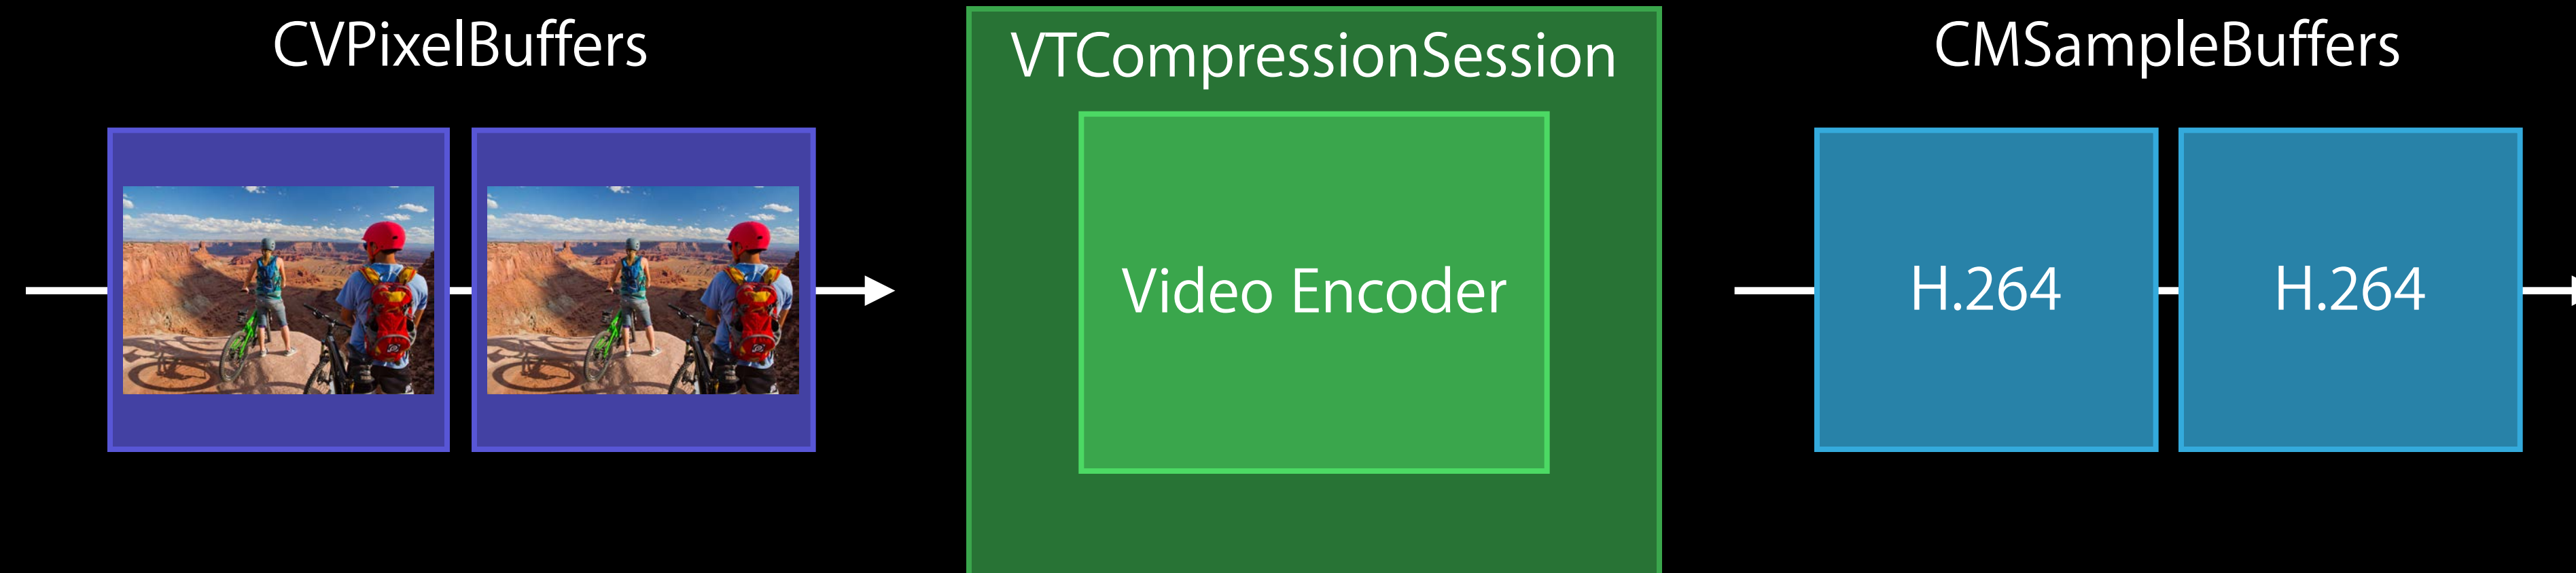 CVPixelBuffers
VTCompressionSession
CMSampleBuffers
Video Encoder
H.264
H.264